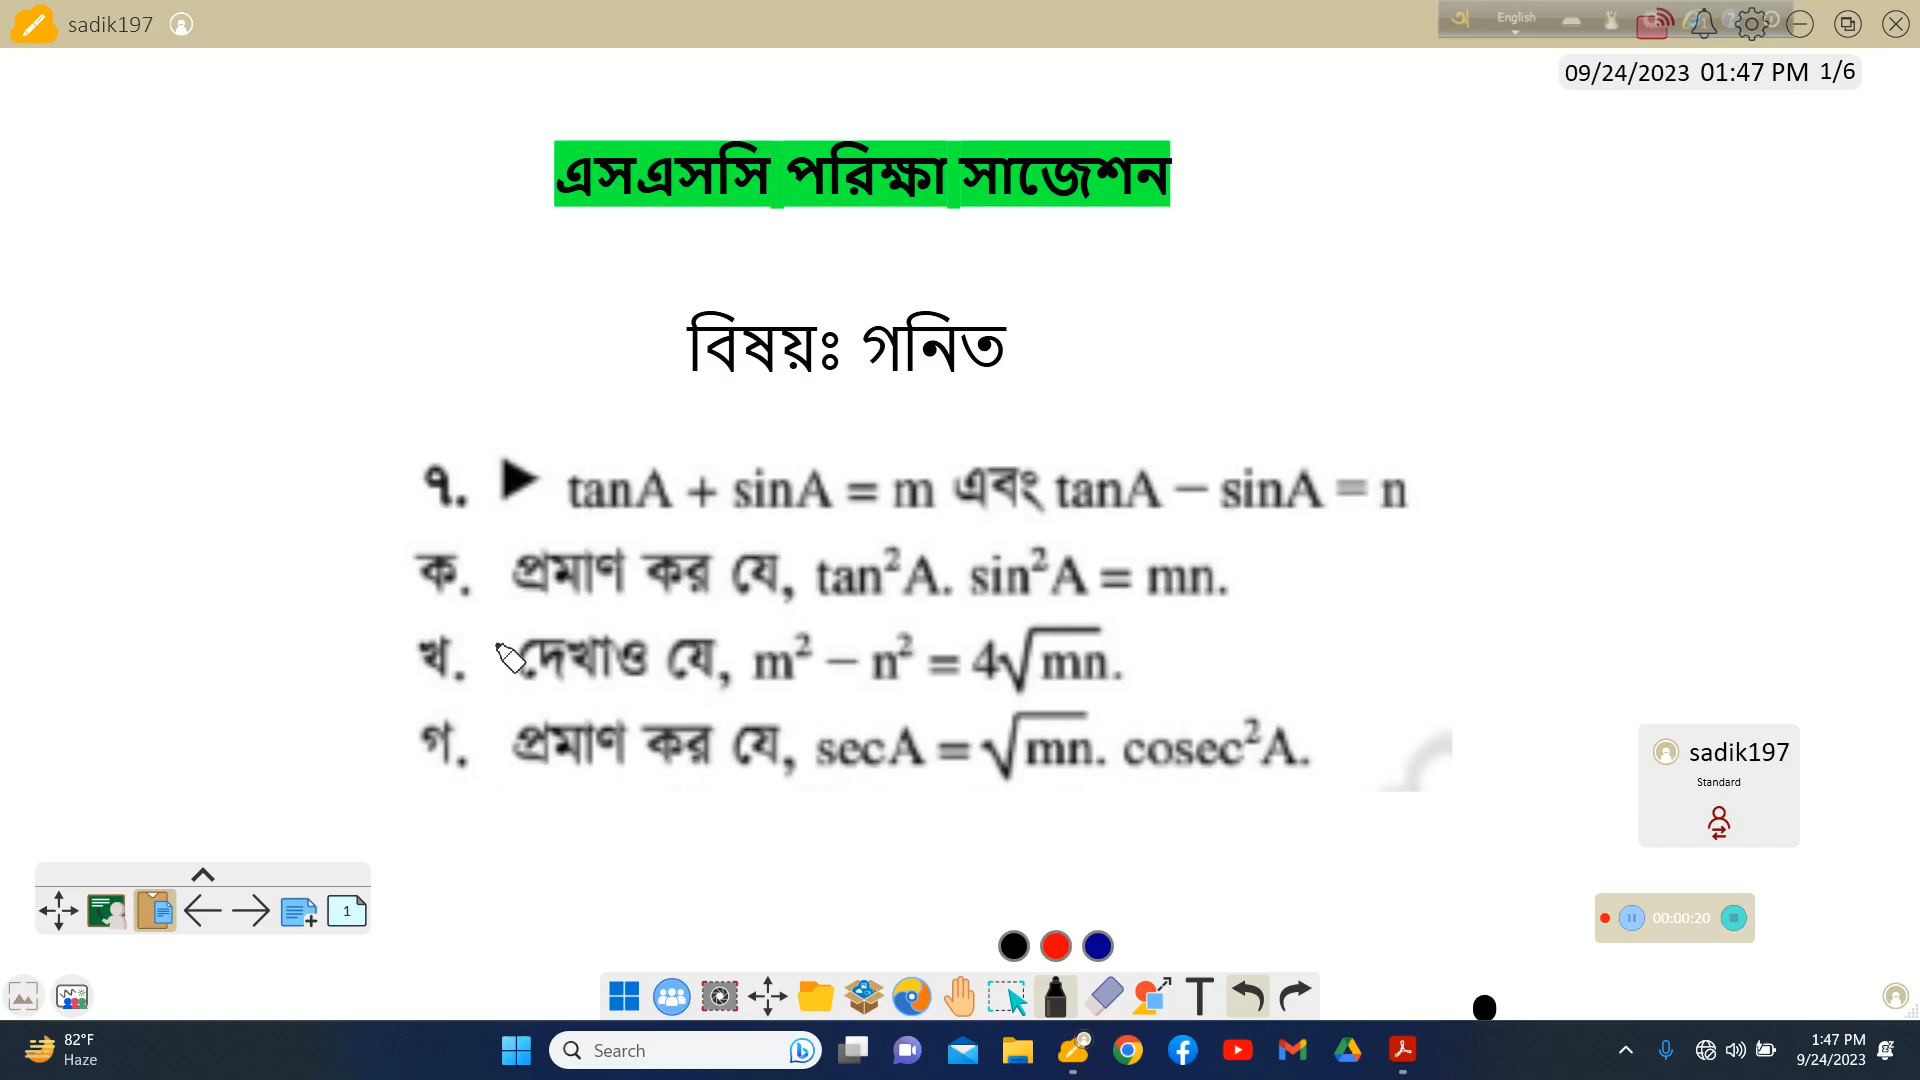 sadik197
English
09/24/2023 01:47 PM 1/6
এসএসসি পরিক্ষা সাজেশন
বিষয়ঃ গনিত
৭. ▶ tanA + sinA = m এবং tanA – sinA = n
ক. প্রমাণ কর যে, tan²A. sin²A = mn.
খ. দেখাও যে, m² – n² = 4√mn.
গ. প্রমাণ কর যে, secA = √mn. cosec²A.
sadik197
Standard
1
00:00:20
T
82°F
Haze
Search
1:47 PM
9/24/2023